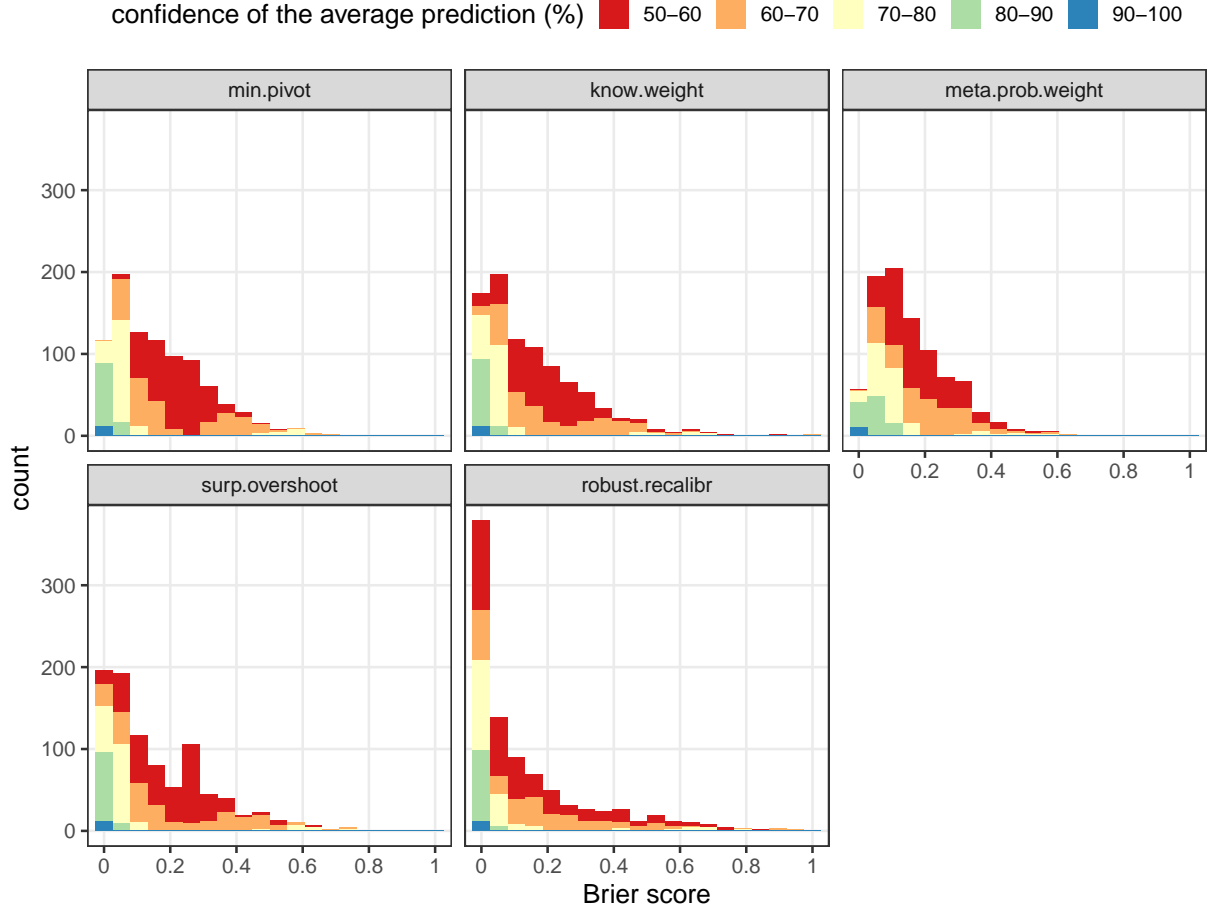 confidence of the average prediction (%) 50−60 60−70 70−80 80−90 90−100
min.pivot know.weight meta.prob.weight
300
200
100
0
0 0.2 0.4 0.6 0.8 1
surp.overshoot robust.recalibr
300
200
100
0
0 0.2 0.4 0.6 0.8 1 0 0.2 0.4 0.6 0.8 1
count
Brier score